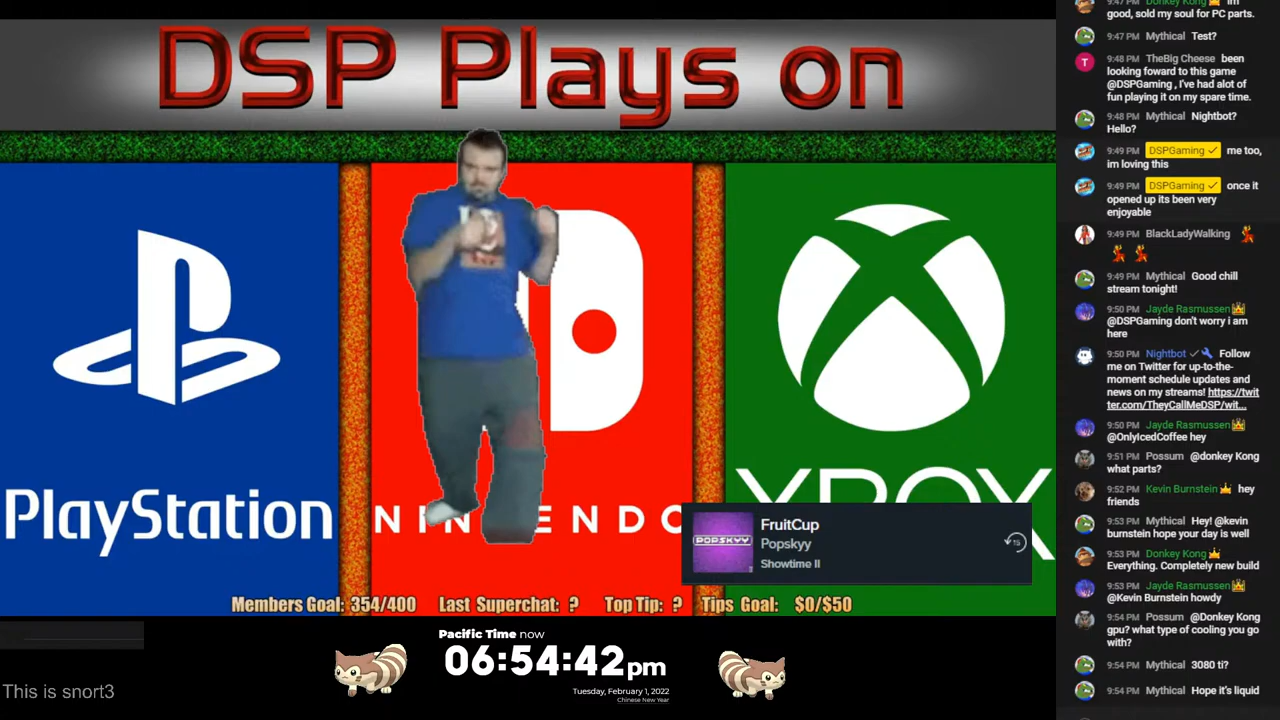 DSP Plays on
PlayStation
NINTENDO
XBOX
FruitCup
Popskyy
Showtime II
POPSKYY
15
Members Goal: 354/400 Last Superchat: ? Top Tip: ? Tips Goal: $0/$50
Pacific Time now
06:54:42pm
Tuesday, February 1, 2022
Chinese New Year
This is snort3
9:47 PM Donkey Kong im
good, sold my soul for PC parts.
9:47 PM Mythical Test?
T
9:48 PM TheBig Cheese been
looking foward to this game
@DSPGaming , I've had alot of
fun playing it on my spare time.
9:48 PM Mythical Nightbot?
Hello?
9:49 PM DSPGaming me too,
im loving this
9:49 PM DSPGaming once it
opened up its been very
enjoyable
9:49 PM BlackLadyWalking
9:49 PM Mythical Good chill
stream tonight!
9:50 PM Jayde Rasmussen
@DSPGaming don't worry i am
here
9:50 PM Nightbot Follow
me on Twitter for up-to-the-
moment schedule updates and
news on my streams! https://twit
ter.com/TheyCallMeDSP/wit...
9:50 PM Jayde Rasmussen
@OnlyIcedCoffee hey
9:51 PM Possum @donkey Kong
what parts?
9:52 PM Kevin Burnstein hey
friends
9:53 PM Mythical Hey! @kevin
burnstein hope your day is well
9:53 PM Donkey Kong
Everything. Completely new build
9:53 PM Jayde Rasmussen
@Kevin Burnstein howdy
9:54 PM Possum @Donkey Kong
gpu? what type of cooling you go
with?
9:54 PM Mythical 3080 ti?
9:54 PM Mythical Hope it's liquid